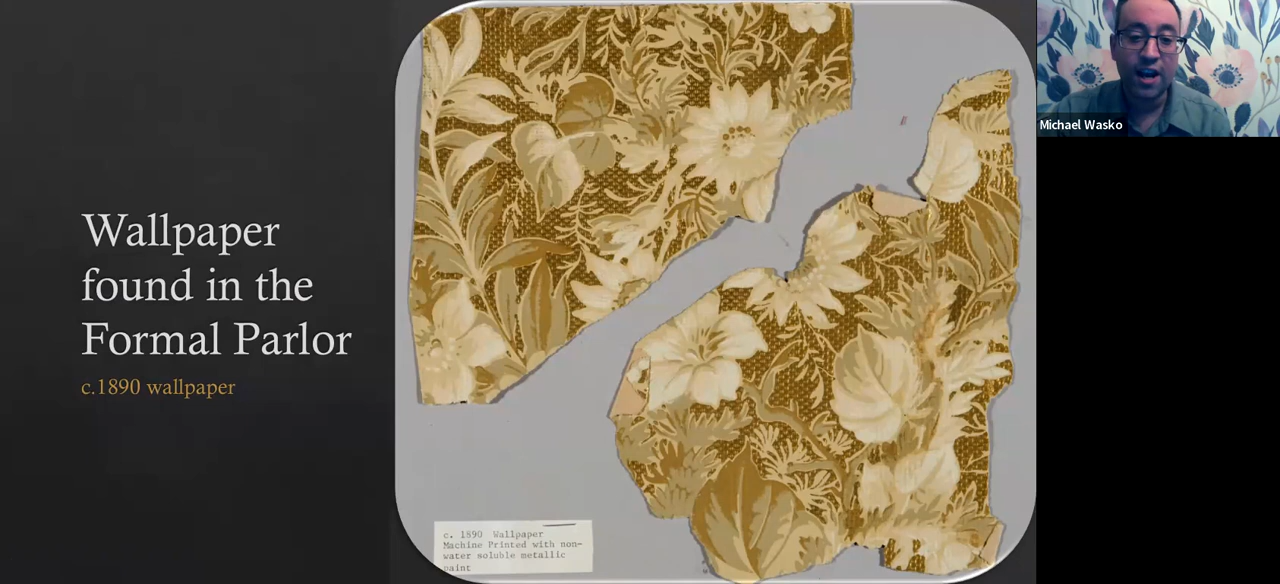 Wallpaper
found in the
Formal Parlor
c.1890 wallpaper
c. 1890 Wallpaper
Machine Printed with non-
water soluble metallic
paint
Michael Wasko